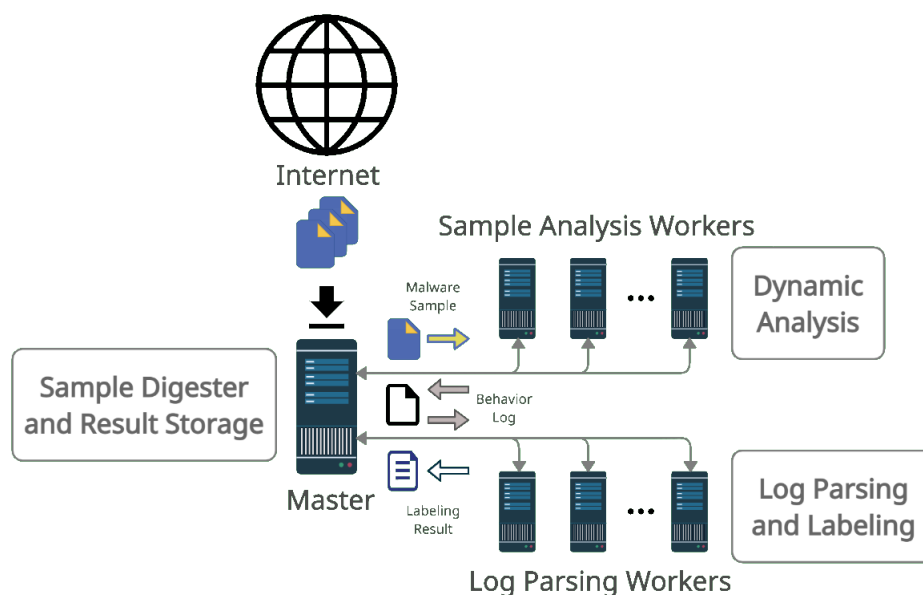 Internet
Sample Analysis Workers
Malware
Sample
Dynamic
Analysis
Sample Digester
and Result Storage
Behavior
Log
Master
Labeling
Result
Log Parsing
and Labeling
Log Parsing Workers